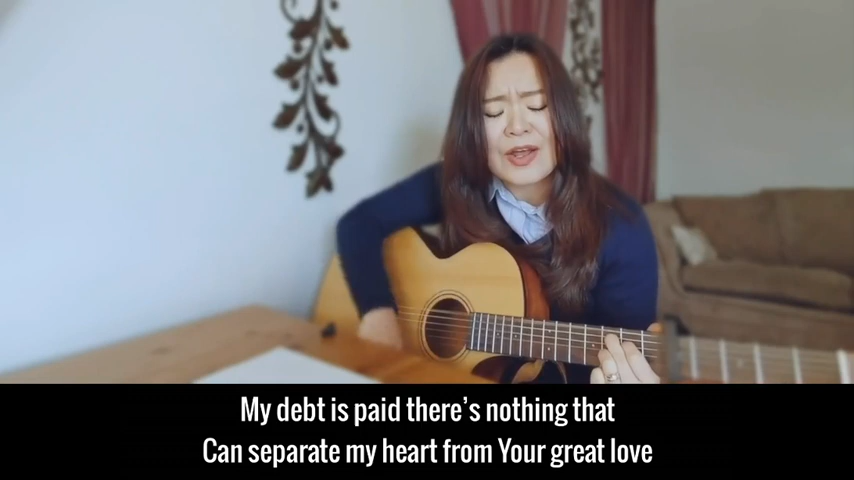 My debt is paid there's nothing that
Can separate my heart from Your great love